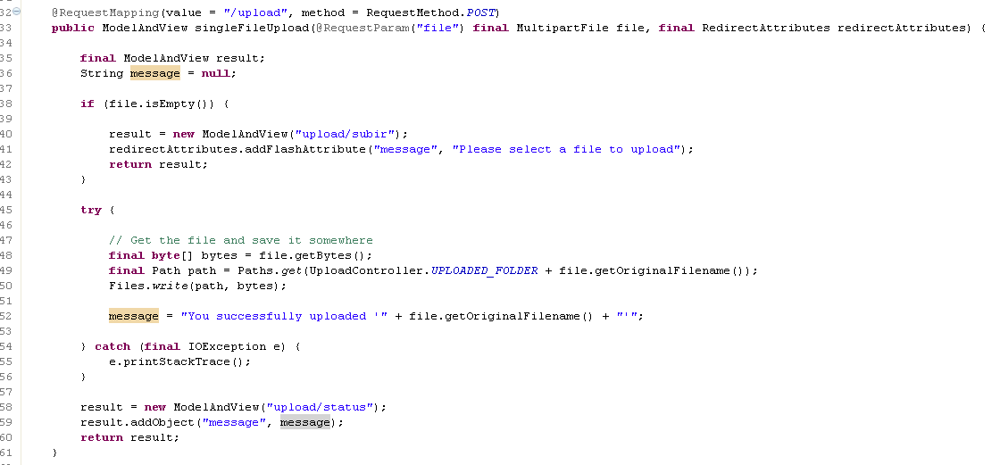 32 @RequestMapping(value = "/upload", method = RequestMethod.POST)
33 public ModelAndView singleFileUpload(@RequestParam("file") final MultipartFile file, final RedirectAttributes redirectAttributes) {
34
35 final ModelAndView result;
36 String message = null;
37
38 if (file.isEmpty()) {
39
40 result = new ModelAndView("upload/subir");
41 redirectAttributes.addFlashAttribute("message", "Please select a file to upload");
42 return result;
43 }
44
45 try {
46
47 // Get the file and save it somewhere
48 final byte[] bytes = file.getBytes();
49 final Path path = Paths.get(UploadController.UPLOADED_FOLDER + file.getOriginalFilename());
50 Files.write(path, bytes);
51
52 message = "You successfully uploaded '" + file.getOriginalFilename() + "'";
53
54 } catch (final IOException e) {
55 e.printStackTrace();
56 }
57
58 result = new ModelAndView("upload/status");
59 result.addObject("message", message);
60 return result;
61 }